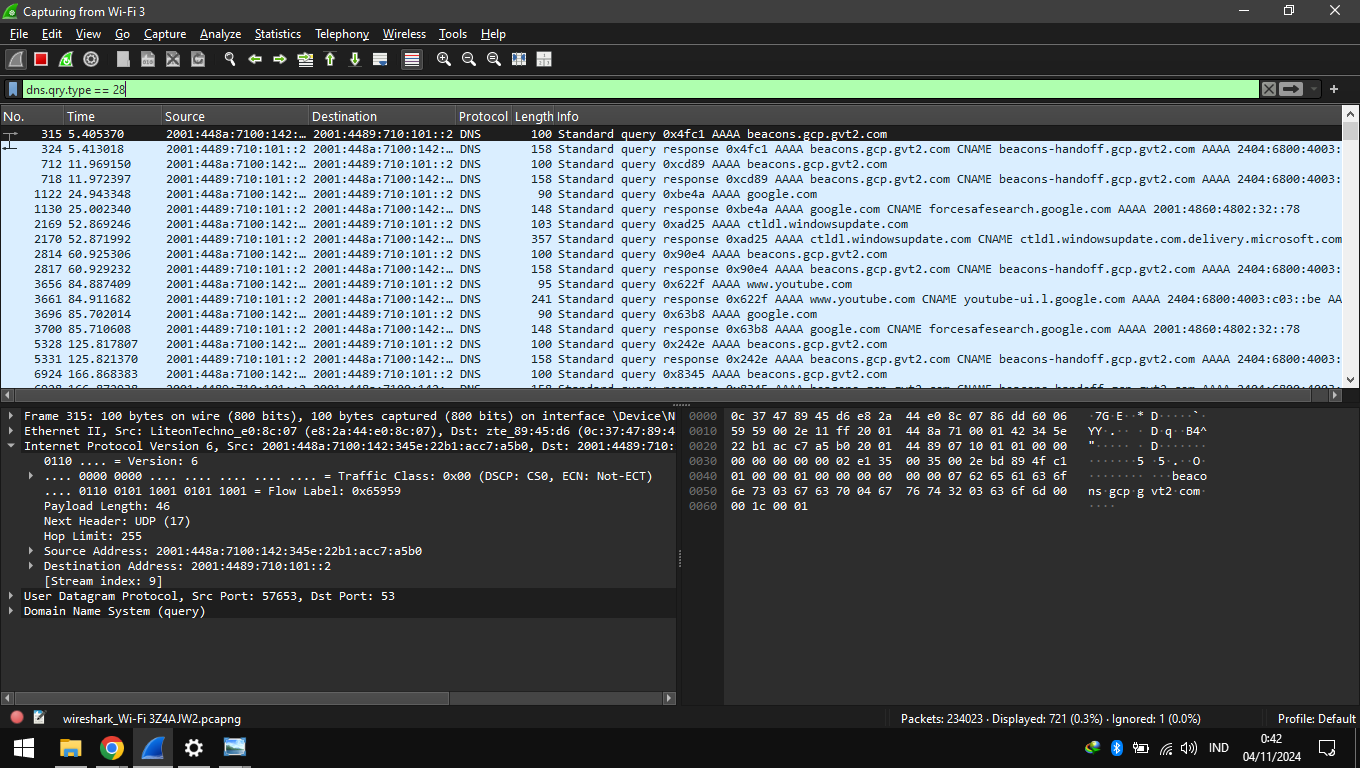 Capturing from Wi-Fi 3
File Edit View Go Capture Analyze Statistics Telephony Wireless Tools Help
dns.qry.type == 28
No. Time Source Destination Protocol Length Info
315 5.405370 2001:448a:7100:142:… 2001:4489:710:101::2 DNS 100 Standard query 0x4fc1 AAAA beacons.gcp.gvt2.com
324 5.413018 2001:4489:710:101::2 2001:448a:7100:142:… DNS 158 Standard query response 0x4fc1 AAAA beacons.gcp.gvt2.com CNAME beacons-handoff.gcp.gvt2.com AAAA 2404:6800:4003:
712 11.969150 2001:448a:7100:142:… 2001:4489:710:101::2 DNS 100 Standard query 0xcd89 AAAA beacons.gcp.gvt2.com
718 11.972397 2001:4489:710:101::2 2001:448a:7100:142:… DNS 158 Standard query response 0xcd89 AAAA beacons.gcp.gvt2.com CNAME beacons-handoff.gcp.gvt2.com AAAA 2404:6800:4003:
1122 24.943348 2001:448a:7100:142:… 2001:4489:710:101::2 DNS 90 Standard query 0xbe4a AAAA google.com
1130 25.002340 2001:4489:710:101::2 2001:448a:7100:142:… DNS 148 Standard query response 0xbe4a AAAA google.com CNAME forcesafesearch.google.com AAAA 2001:4860:4802:32::78
2169 52.869246 2001:448a:7100:142:… 2001:4489:710:101::2 DNS 103 Standard query 0xad25 AAAA ctldl.windowsupdate.com
2170 52.871992 2001:4489:710:101::2 2001:448a:7100:142:… DNS 357 Standard query response 0xad25 AAAA ctldl.windowsupdate.com CNAME ctldl.windowsupdate.com.delivery.microsoft.com
2814 60.925306 2001:448a:7100:142:… 2001:4489:710:101::2 DNS 100 Standard query 0x90e4 AAAA beacons.gcp.gvt2.com
2817 60.929232 2001:4489:710:101::2 2001:448a:7100:142:… DNS 158 Standard query response 0x90e4 AAAA beacons.gcp.gvt2.com CNAME beacons-handoff.gcp.gvt2.com AAAA 2404:6800:4003:
3656 84.887409 2001:448a:7100:142:… 2001:4489:710:101::2 DNS 95 Standard query 0x622f AAAA www.youtube.com
3661 84.911682 2001:4489:710:101::2 2001:448a:7100:142:… DNS 241 Standard query response 0x622f AAAA www.youtube.com CNAME youtube-ui.l.google.com AAAA 2404:6800:4003:c03::be AA
3696 85.702014 2001:448a:7100:142:… 2001:4489:710:101::2 DNS 90 Standard query 0x63b8 AAAA google.com
3700 85.710608 2001:4489:710:101::2 2001:448a:7100:142:… DNS 148 Standard query response 0x63b8 AAAA google.com CNAME forcesafesearch.google.com AAAA 2001:4860:4802:32::78
5328 125.817807 2001:448a:7100:142:… 2001:4489:710:101::2 DNS 100 Standard query 0x242e AAAA beacons.gcp.gvt2.com
5331 125.821370 2001:4489:710:101::2 2001:448a:7100:142:… DNS 158 Standard query response 0x242e AAAA beacons.gcp.gvt2.com CNAME beacons-handoff.gcp.gvt2.com AAAA 2404:6800:4003:
6924 166.868383 2001:448a:7100:142:… 2001:4489:710:101::2 DNS 100 Standard query 0x8345 AAAA beacons.gcp.gvt2.com
Frame 315: 100 bytes on wire (800 bits), 100 bytes captured (800 bits) on interface \Device\N
Ethernet II, Src: LiteonTechno_e0:8c:07 (e8:2a:44:e0:8c:07), Dst: zte_89:45:d6 (0c:37:47:89:4
Internet Protocol Version 6, Src: 2001:448a:7100:142:345e:22b1:acc7:a5b0, Dst: 2001:4489:710:
0110 .... = Version: 6
.... 0000 0000 .... .... .... .... .... = Traffic Class: 0x00 (DSCP: CS0, ECN: Not-ECT)
.... 0110 0101 1001 0101 1001 = Flow Label: 0x65959
Payload Length: 46
Next Header: UDP (17)
Hop Limit: 255
Source Address: 2001:448a:7100:142:345e:22b1:acc7:a5b0
Destination Address: 2001:4489:710:101::2
[Stream index: 9]
User Datagram Protocol, Src Port: 57653, Dst Port: 53
Domain Name System (query)
0000 0c 37 47 89 45 d6 e8 2a 44 e0 8c 07 86 dd 60 06 ·7G·E··* D·····`·
0010 59 59 00 2e 11 ff 20 01 44 8a 71 00 01 42 34 5e YY·.·· · D·q··B4^
0020 22 b1 ac c7 a5 b0 20 01 44 89 07 10 01 01 00 00 "····· · D·······
0030 00 00 00 00 00 02 e1 35 00 35 00 2e bd 89 4f c1 ·······5 ·5·.··O·
0040 01 00 00 01 00 00 00 00 00 00 07 62 65 61 63 6f ········ ···beaco
0050 6e 73 03 67 63 70 04 67 76 74 32 03 63 6f 6d 00 ns·gcp·g vt2·com·
0060 00 1c 00 01 ····
wireshark_Wi-Fi 3Z4AJW2.pcapng
Packets: 234023 · Displayed: 721 (0.3%) · Ignored: 1 (0.0%)
Profile: Default
IND
0:42
04/11/2024